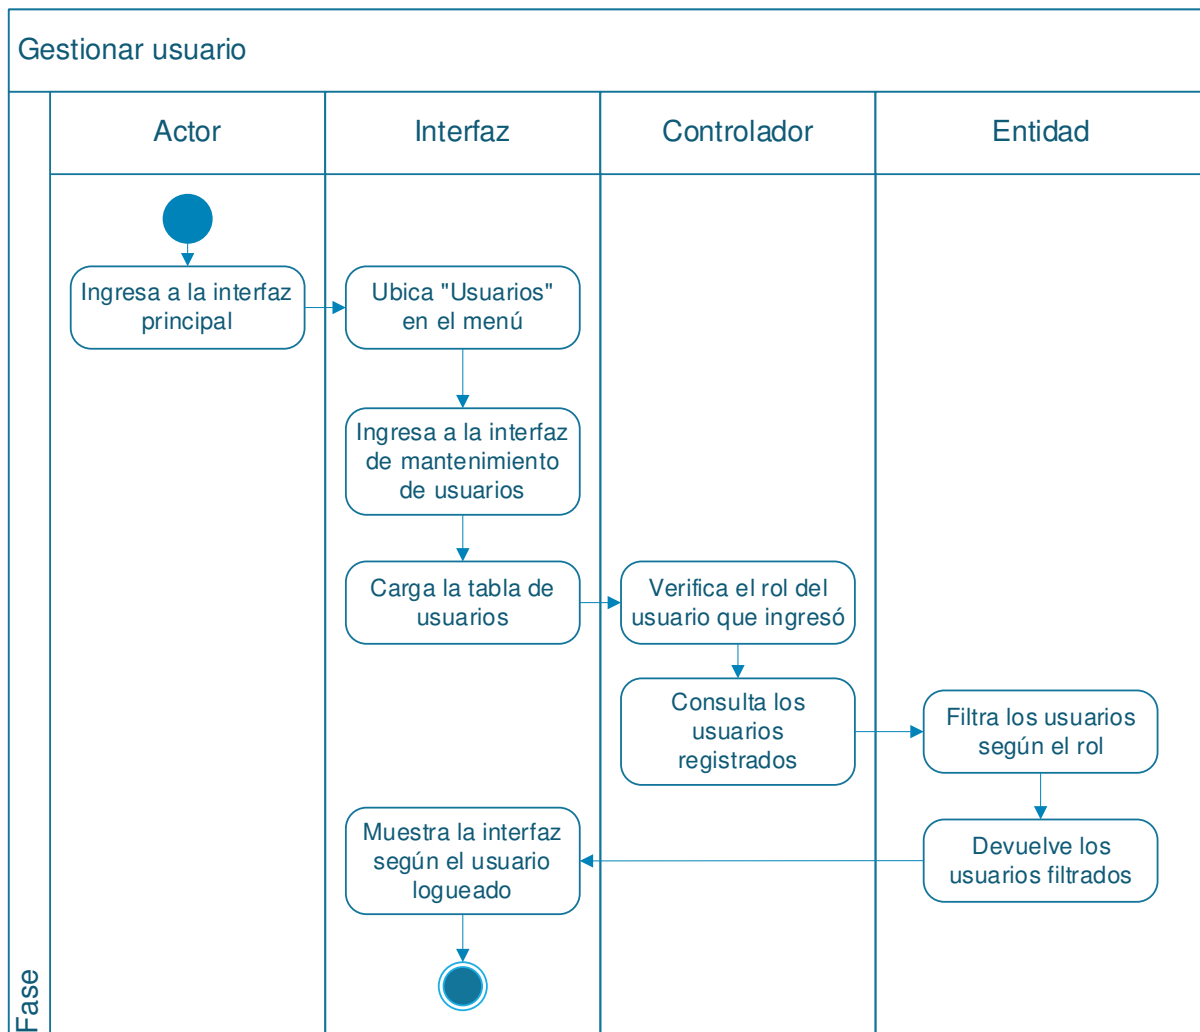 Gestionar usuario
Actor
Interfaz
Controlador
Entidad
Ingresa a la interfaz
principal
Ubica "Usuarios"
en el menú
Ingresa a la interfaz
de mantenimiento
de usuarios
Carga la tabla de
usuarios
Verifica el rol del
usuario que ingresó
Consulta los
usuarios
registrados
Filtra los usuarios
según el rol
Devuelve los
usuarios filtrados
Muestra la interfaz
según el usuario
logueado
Fase